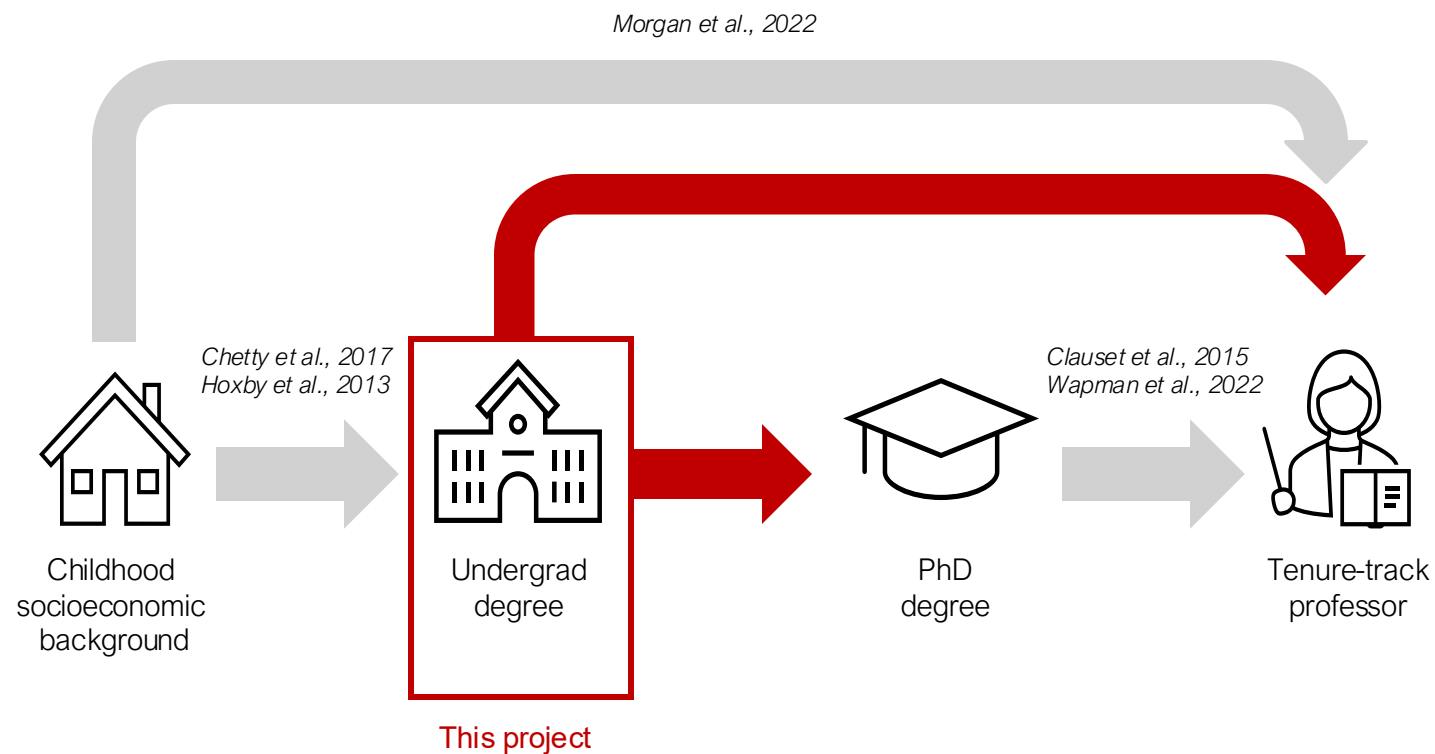 Morgan et al., 2022
Chetty et al., 2017
Hoxby et al., 2013
Clauset et al., 2015
Wapman et al., 2022
Childhood
socioeconomic
background
Undergrad
degree
PhD
degree
Tenure-track
professor
This project